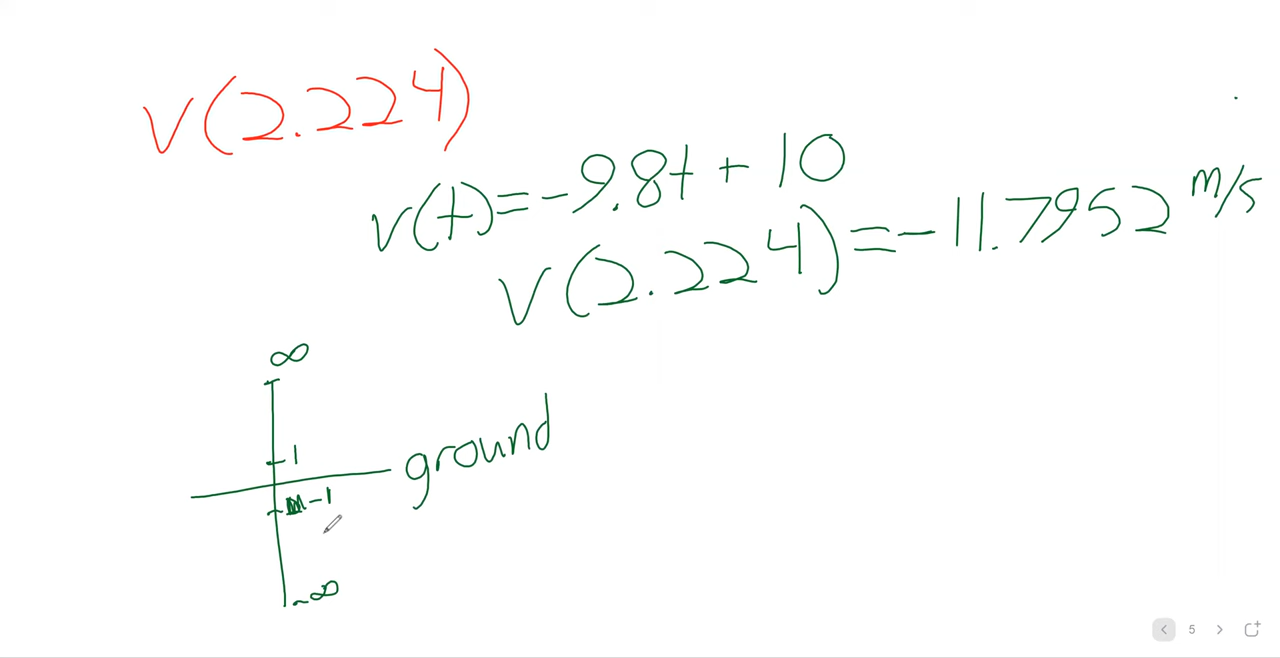 v(2.224)
v(t)=-9.8t+10
v(2.224)=-11.7952 m/s
∞
1
ground
-1
-∞
5